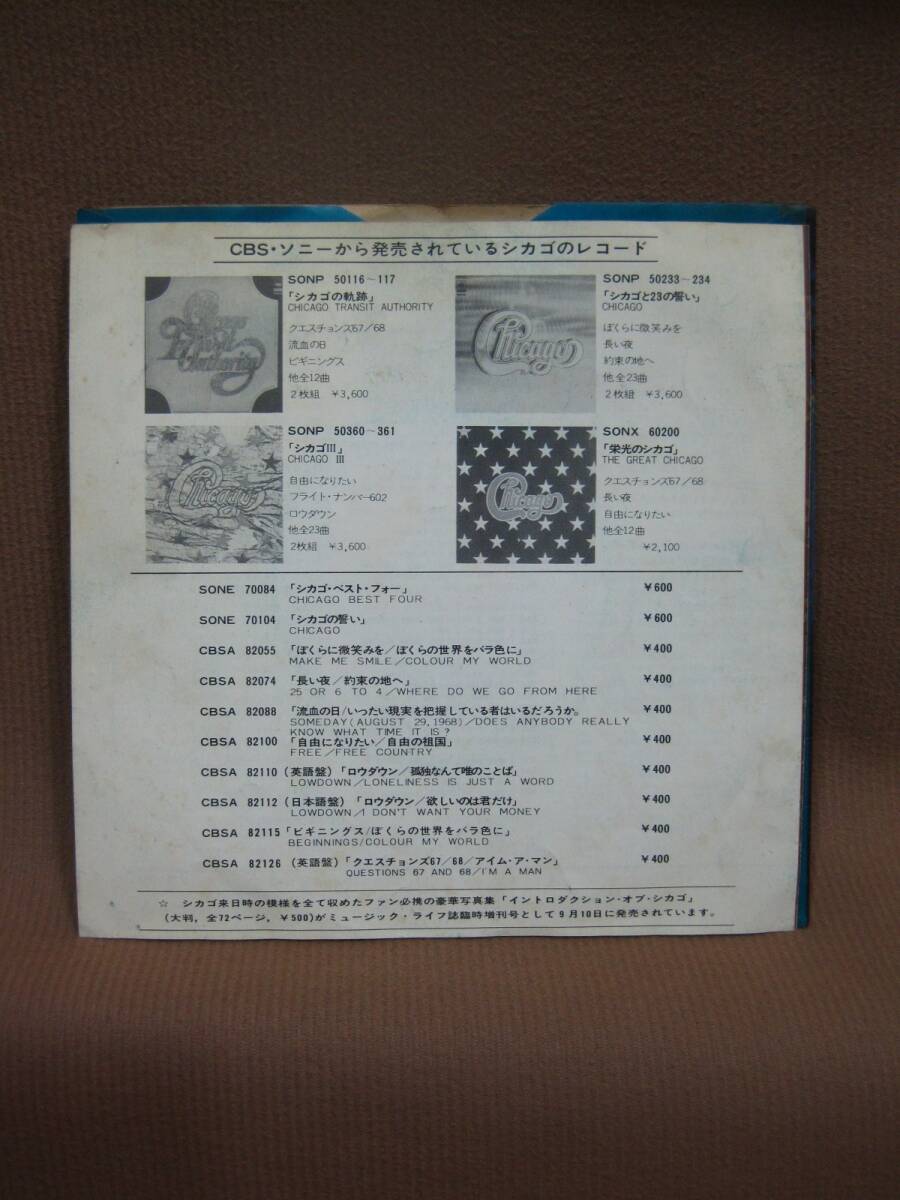 CBS・ソニーから発売されているシカゴのレコード
SONP 50116~117
「シカゴの軌跡」
CHICAGO TRANSIT AUTHORITY
クエスチョンズ67/68
流血の日
ビギニングス
他全12曲
2枚組 ¥3,600
SONP 50233~234
「シカゴと23の誓い」
CHICAGO
ぼくらに微笑みを
長い夜
約束の地へ
他全23曲
2枚組 ¥3,600
Chicago
SONP 50360~361
「シカゴIII」
CHICAGO III
自由になりたい
フライト・ナンバー602
ロウダウン
他全23曲
2枚組 ¥3,600
Chicago
SONX 60200
「栄光のシカゴ」
THE GREAT CHICAGO
クエスチョンズ67/68
長い夜
自由になりたい
他全12曲
¥2,100
Chicago
SONE 70084 「シカゴ・ベスト・フォー」 ¥600
CHICAGO BEST FOUR
SONE 70104 「シカゴの誓い」 ¥600
CHICAGO
CBSA 82055 「ぼくらに微笑みを/ぼくらの世界をバラ色に」 ¥400
MAKE ME SMILE/COLOUR MY WORLD
CBSA 82074 「長い夜/約束の地へ」 ¥400
25 OR 6 TO 4/WHERE DO WE GO FROM HERE
CBSA 82088 「流血の日/いったい現実を把握している者はいるだろうか。 ¥400
SOMEDAY(AUGUST 29,1968)/DOES ANYBODY REALLY
KNOW WHAT TIME IT IS?
CBSA 82100 「自由になりたい/自由の祖国」 ¥400
FREE/FREE COUNTRY
CBSA 82110 (英語盤)「ロウダウン/孤独なんて唯のことば」 ¥400
LOWDOWN/LONELINESS IS JUST A WORD
CBSA 82112 (日本語盤)「ロウダウン/欲しいのは君だけ」 ¥400
LOWDOWN/I DON'T WANT YOUR MONEY
CBSA 82115「ビギニングス/ぼくらの世界をバラ色に」 ¥400
BEGINNINGS/COLOUR MY WORLD
CBSA 82126 (英語盤)「クエスチョンズ67/68/アイム・ア・マン」 ¥400
QUESTIONS 67 AND 68/I'M A MAN
☆ シカゴ来日時の模様を全て収めたファン必携の豪華写真集「イントロダクション・オブ・シカゴ」
(大判,全72ページ,¥500)がミュージック・ライフ誌臨時増刊号として9月10日に発売されています。